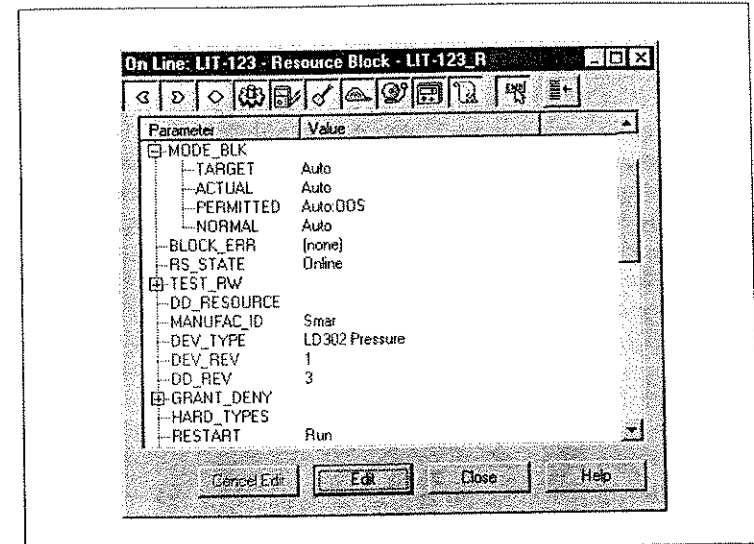 On Line: LIT-123 - Resource Block - LIT-123_R
Parameter Value
MODE_BLK
TARGET Auto
ACTUAL Auto
PERMITTED Auto:OOS
NORMAL Auto
BLOCK_ERR (none)
RS_STATE Online
TEST_RW
DD_RESOURCE
MANUFAC_ID Smar
DEV_TYPE LD302 Pressure
DEV_REV 1
DD_REV 3
GRANT_DENY
HARD_TYPES
RESTART Run
Cancel Edit Edit Close Help